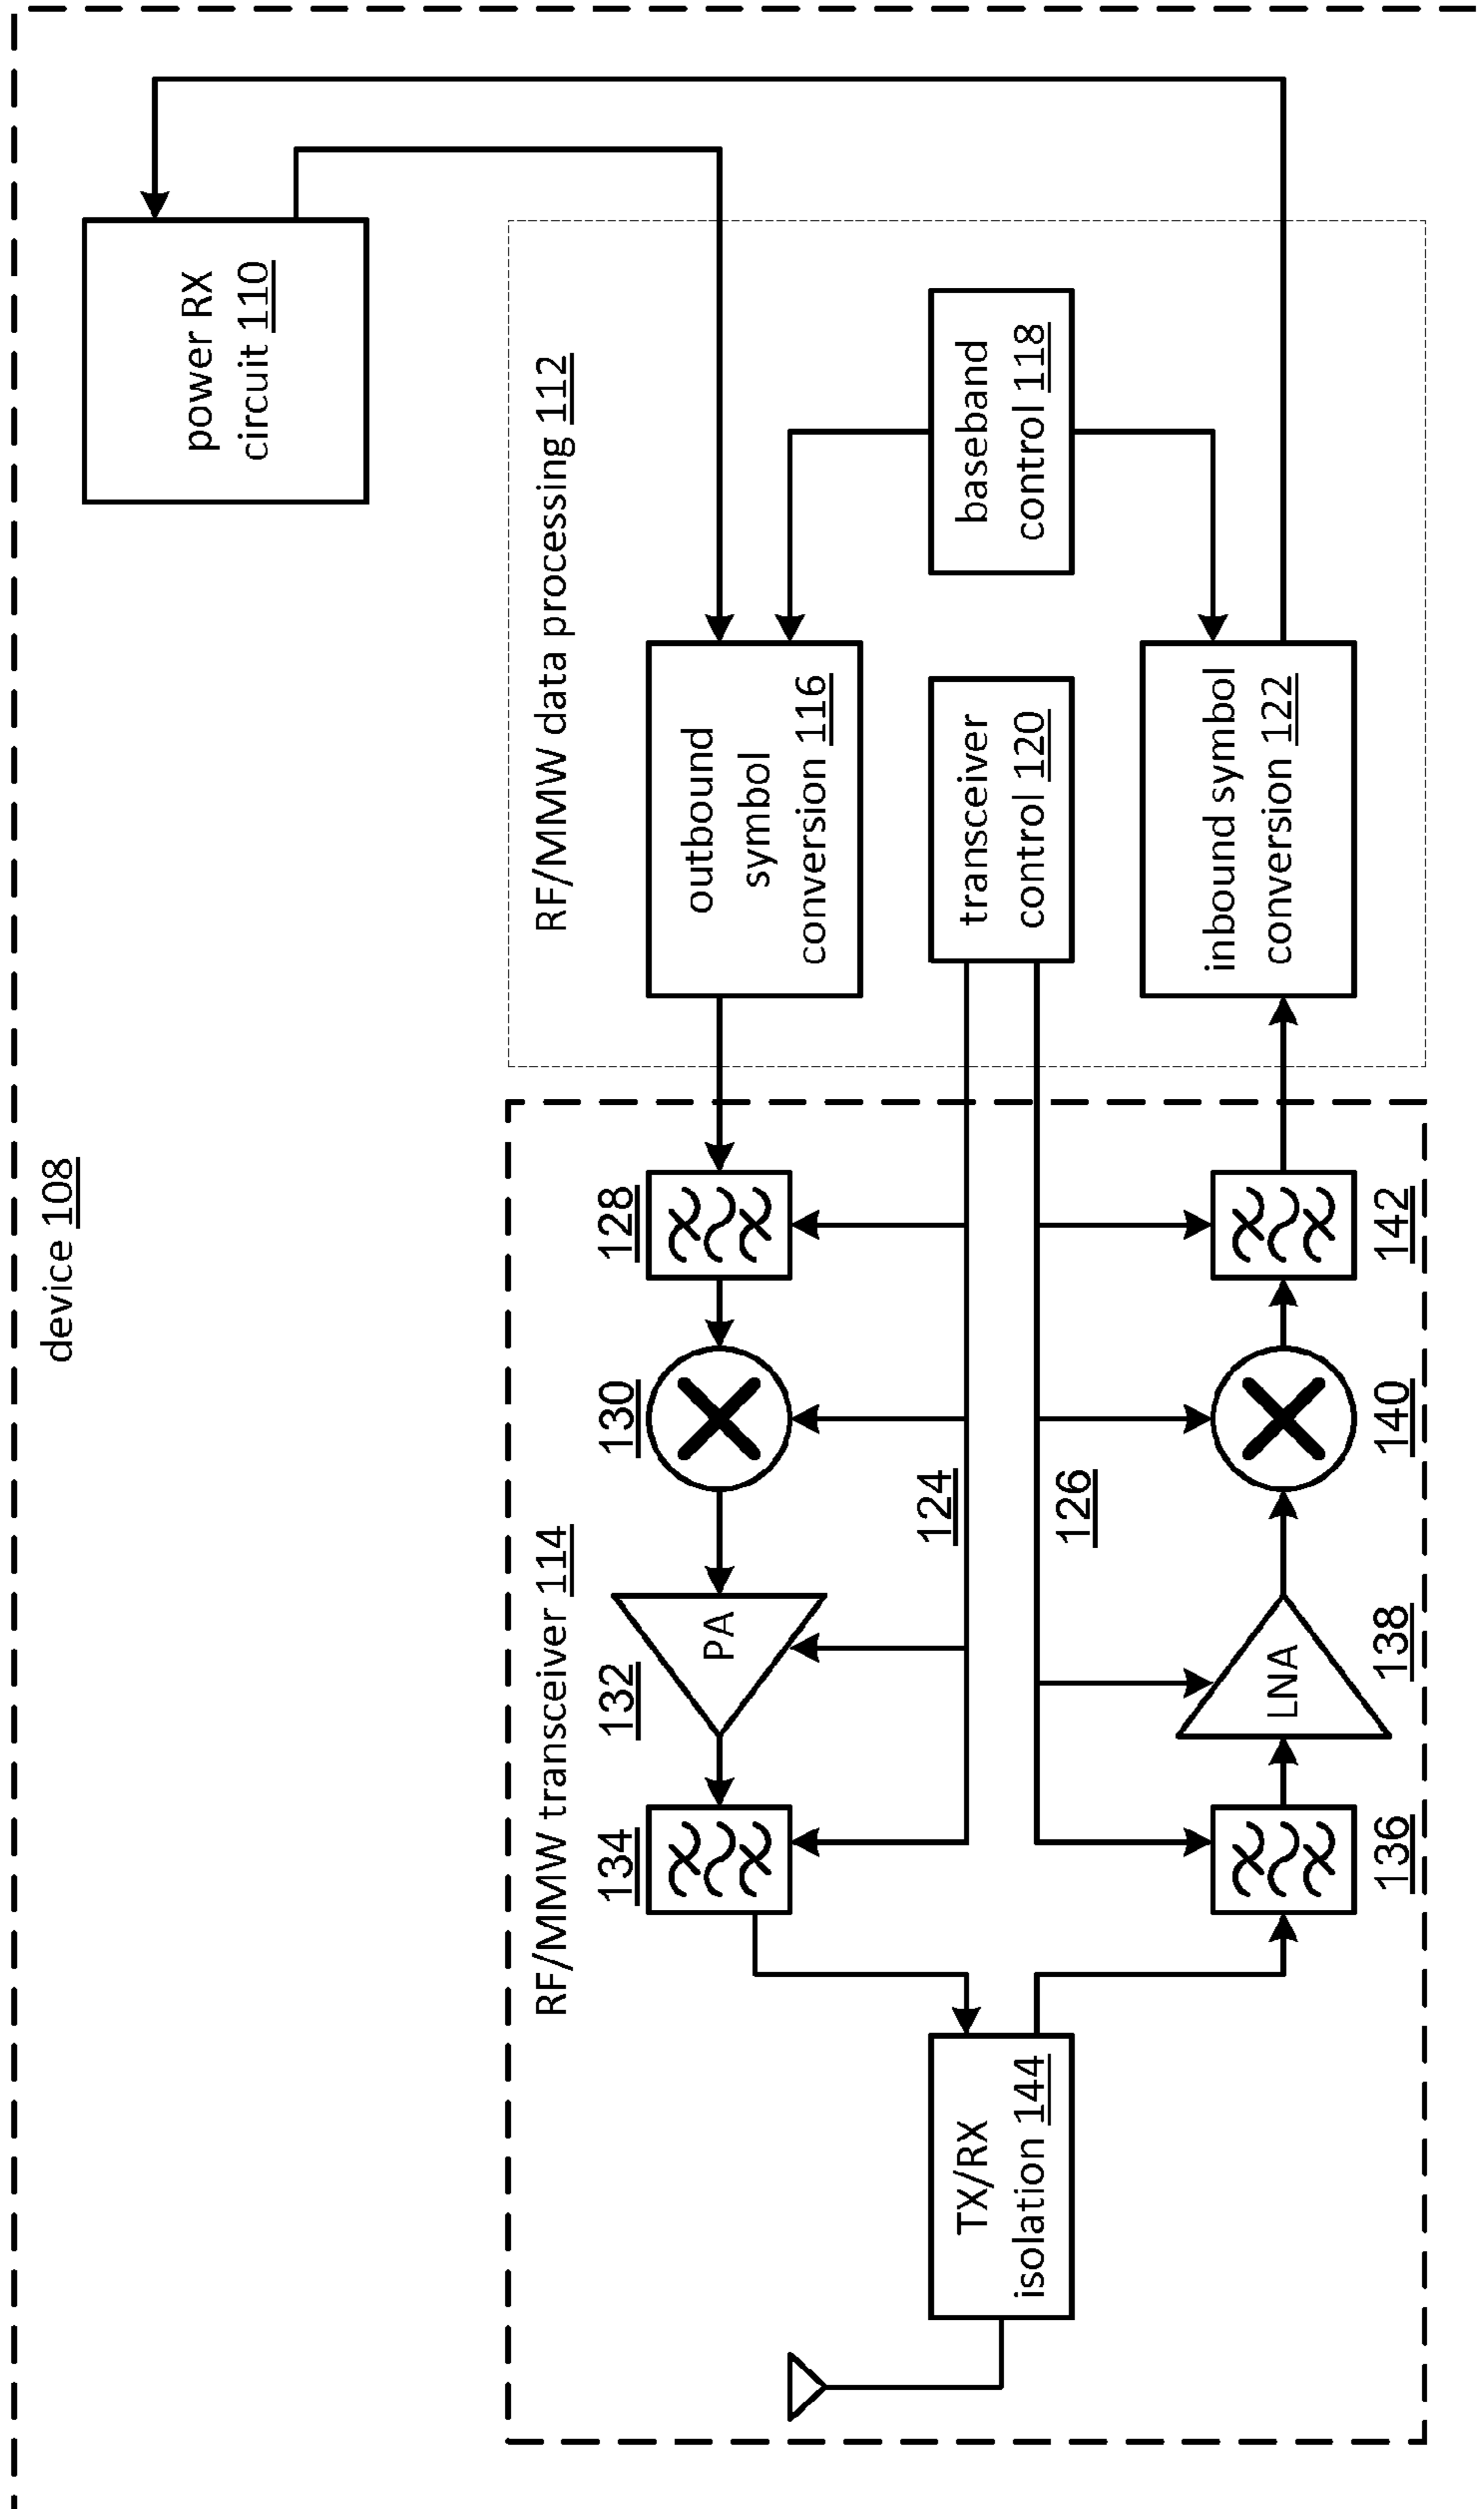 device 108
power RX
circuit 110
RF/MMW transceiver 114
RF/MMW data processing 112
134
132
PA
130
128
outbound
symbol
conversion 116
124
TX/RX
isolation 144
transceiver
control 120
baseband
control 118
126
LNA
inbound symbol
conversion 122
136
138
140
142